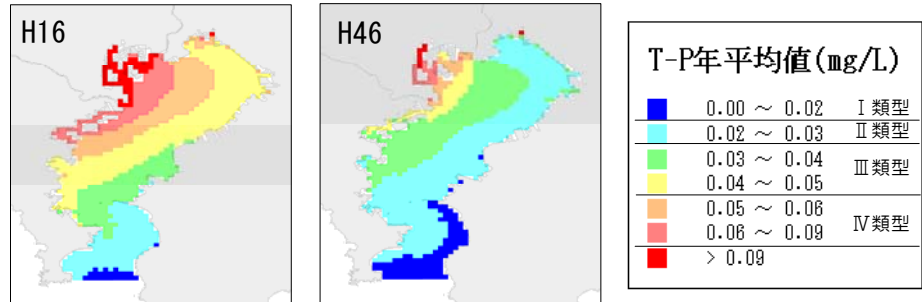 H16
H46
T-P年平均値(mg/L)
0.00 ～ 0.02 Ⅰ類型
0.02 ～ 0.03 Ⅱ類型
0.03 ～ 0.04
Ⅲ類型
0.04 ～ 0.05
0.05 ～ 0.06
Ⅳ類型
0.06 ～ 0.09
> 0.09